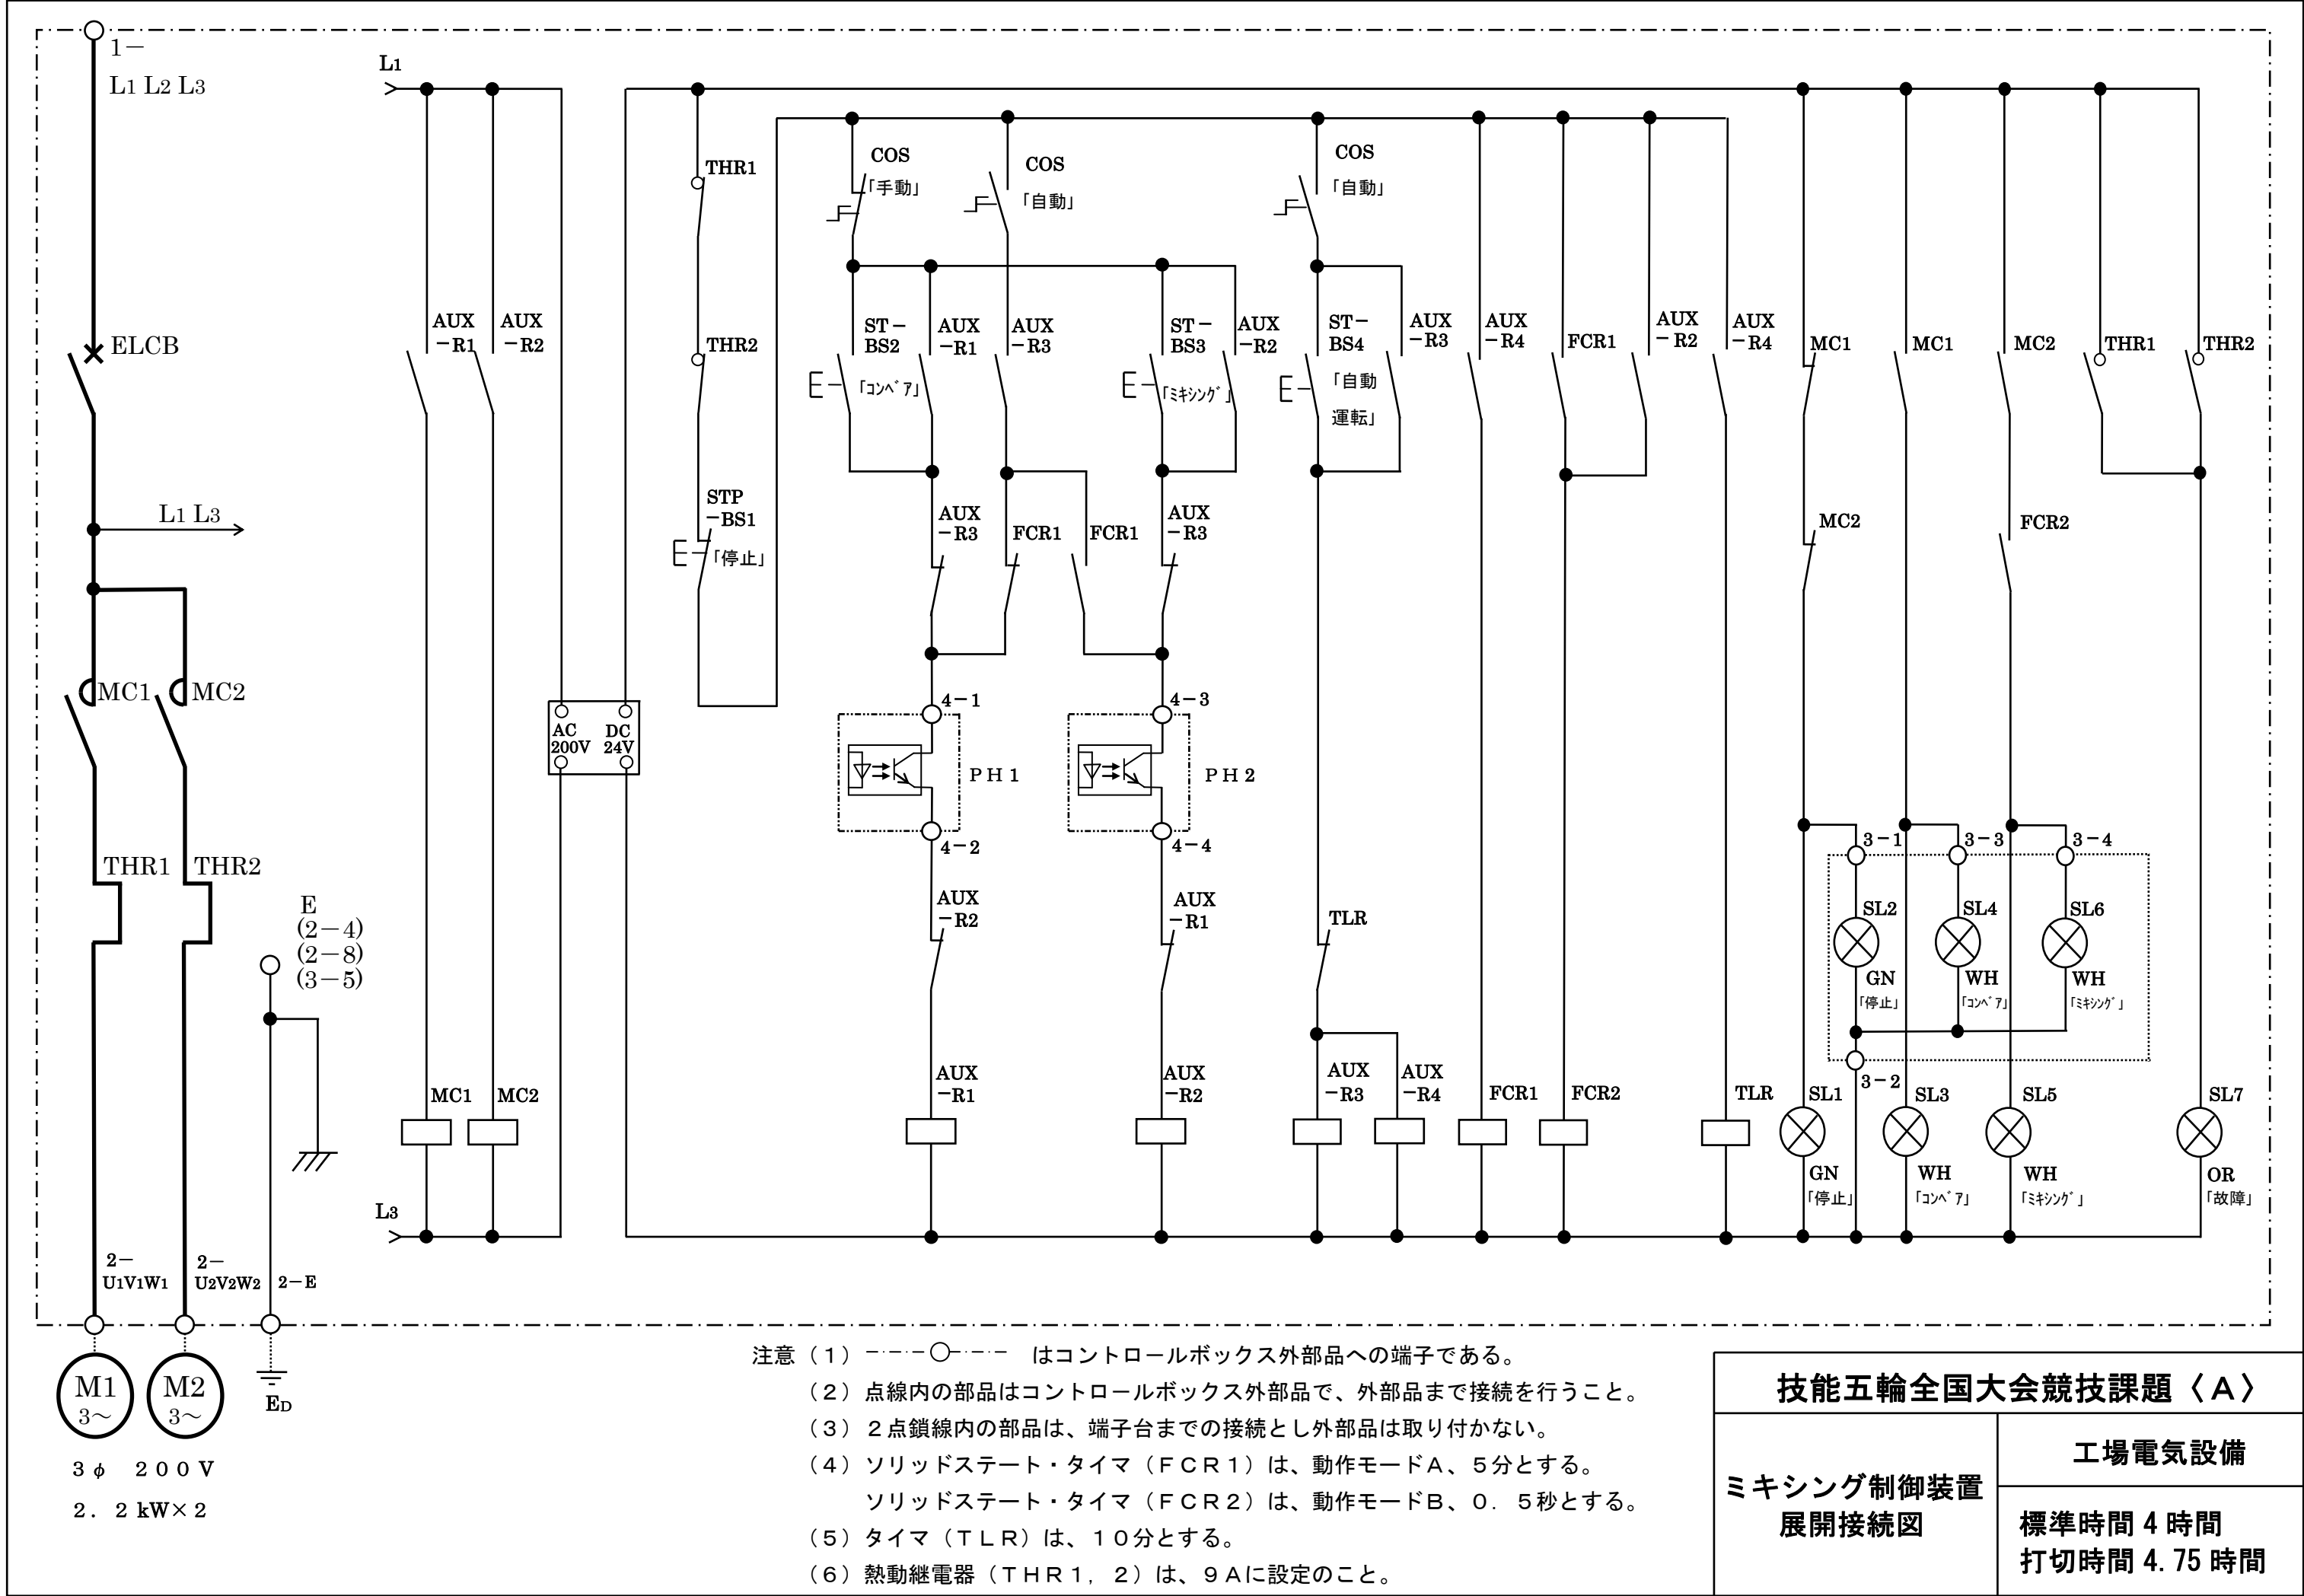 1－
L1 L2 L3
ELCB
L1 L3
MC1
MC2
THR1
THR2
E
(2－4)
(2－8)
(3－5)
2－
U1V1W1
2－
U2V2W2
2－E
M1
3～
M2
3～
ED
3φ 200V
2．2kW×2
L1
AUX
－R1
AUX
－R2
MC1
MC2
L3
AC
200V
DC
24V
THR1
THR2
STP
－BS1
「停止」
COS
「手動」
COS
「自動」
COS
「自動」
ST－
BS2
「ｺﾝﾍﾞｱ」
AUX
－R1
AUX
－R3
ST－
BS3
「ﾐｷｼﾝｸﾞ」
AUX
－R2
ST－
BS4
「自動
運転」
AUX
－R3
AUX
－R4
FCR1
AUX
－R2
AUX
－R4
MC1
MC1
MC2
THR1
THR2
AUX
－R3
FCR1
FCR1
AUX
－R3
MC2
FCR2
4－1
PH1
4－2
4－3
PH2
4－4
AUX
－R2
AUX
－R1
TLR
AUX
－R1
AUX
－R2
AUX
－R3
AUX
－R4
FCR1
FCR2
TLR
3－1
3－3
3－4
SL2
GN
「停止」
SL4
WH
「ｺﾝﾍﾞｱ」
SL6
WH
「ﾐｷｼﾝｸﾞ」
3－2
SL1
GN
「停止」
SL3
WH
「ｺﾝﾍﾞｱ」
SL5
WH
「ﾐｷｼﾝｸﾞ」
SL7
OR
「故障」
注意（1） はコントロールボックス外部品への端子である。
（2）点線内の部品はコントロールボックス外部品で、外部品まで接続を行うこと。
（3）２点鎖線内の部品は、端子台までの接続とし外部品は取り付かない。
（4）ソリッドステート・タイマ（ＦＣＲ１）は、動作モードＡ、５分とする。
ソリッドステート・タイマ（ＦＣＲ２）は、動作モードＢ、０．５秒とする。
（5）タイマ（ＴＬＲ）は、１０分とする。
（6）熱動継電器（ＴＨＲ１，２）は、９Ａに設定のこと。
技能五輪全国大会競技課題〈Ａ〉
ミキシング制御装置
展開接続図
工場電気設備
標準時間 4 時間
打切時間 4.75 時間